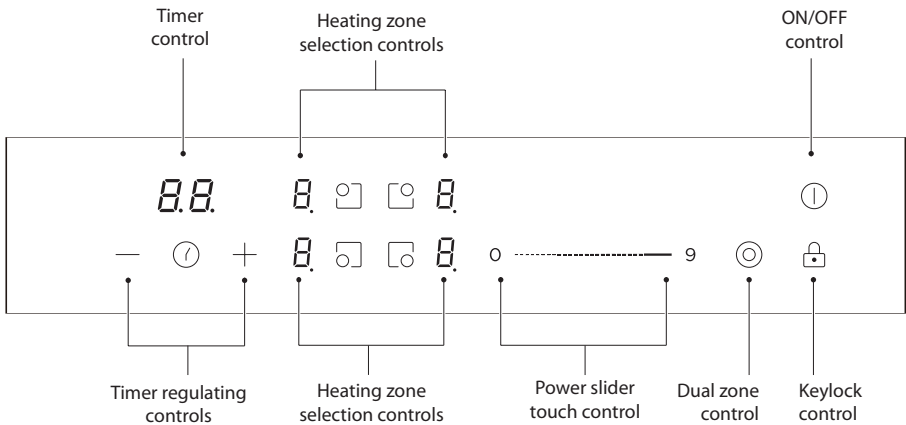 Timer
control
Heating zone
selection controls
ON/OFF
control
8.8.
8.
8.
8.
8.
0
9
Timer regulating
controls
Heating zone
selection controls
Power slider
touch control
Dual zone
control
Keylock
control